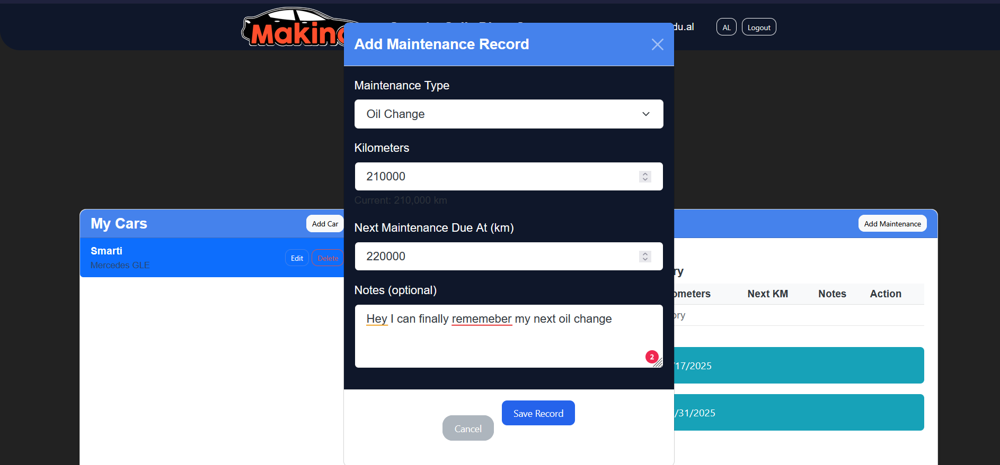 du.al
AL
Logout
Add Maintenance Record
Maintenance Type
Oil Change
Kilometers
210000
Current: 210,000 km
Next Maintenance Due At (km)
220000
Notes (optional)
Hey I can finally rememeber my next oil change
2
Save Record
Cancel
My Cars
Add Car
Smarti
Mercedes GLE
Edit
Delete
Add Maintenance
ry
ometers Next KM Notes Action
ory
/17/2025
/31/2025